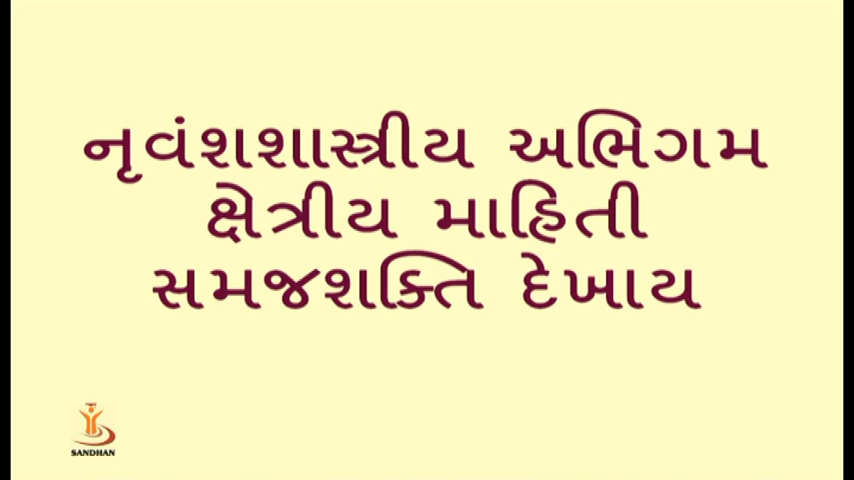 નૃવંશશાસ્ત્રીય અભિગમ
ક્ષેત્રીય માહિતી
સમજશક્તિ દેખાય
SANDHAN